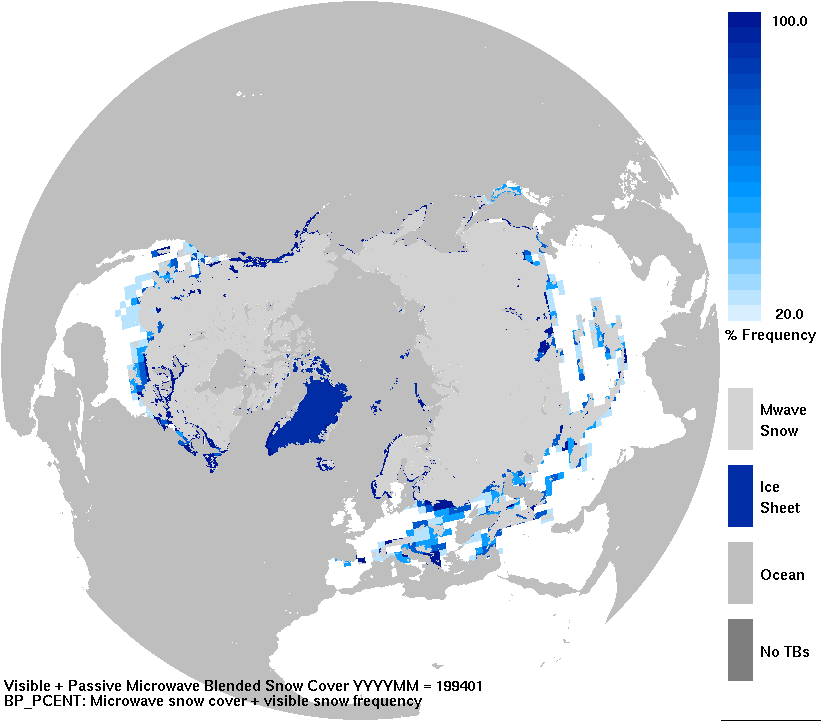 100.0
20.0
% Frequency
Mwave
Snow
Ice
Sheet
Ocean
No TBs
Visible + Passive Microwave Blended Snow Cover YYYYMM = 199401
BP_PCENT: Microwave snow cover + visible snow frequency